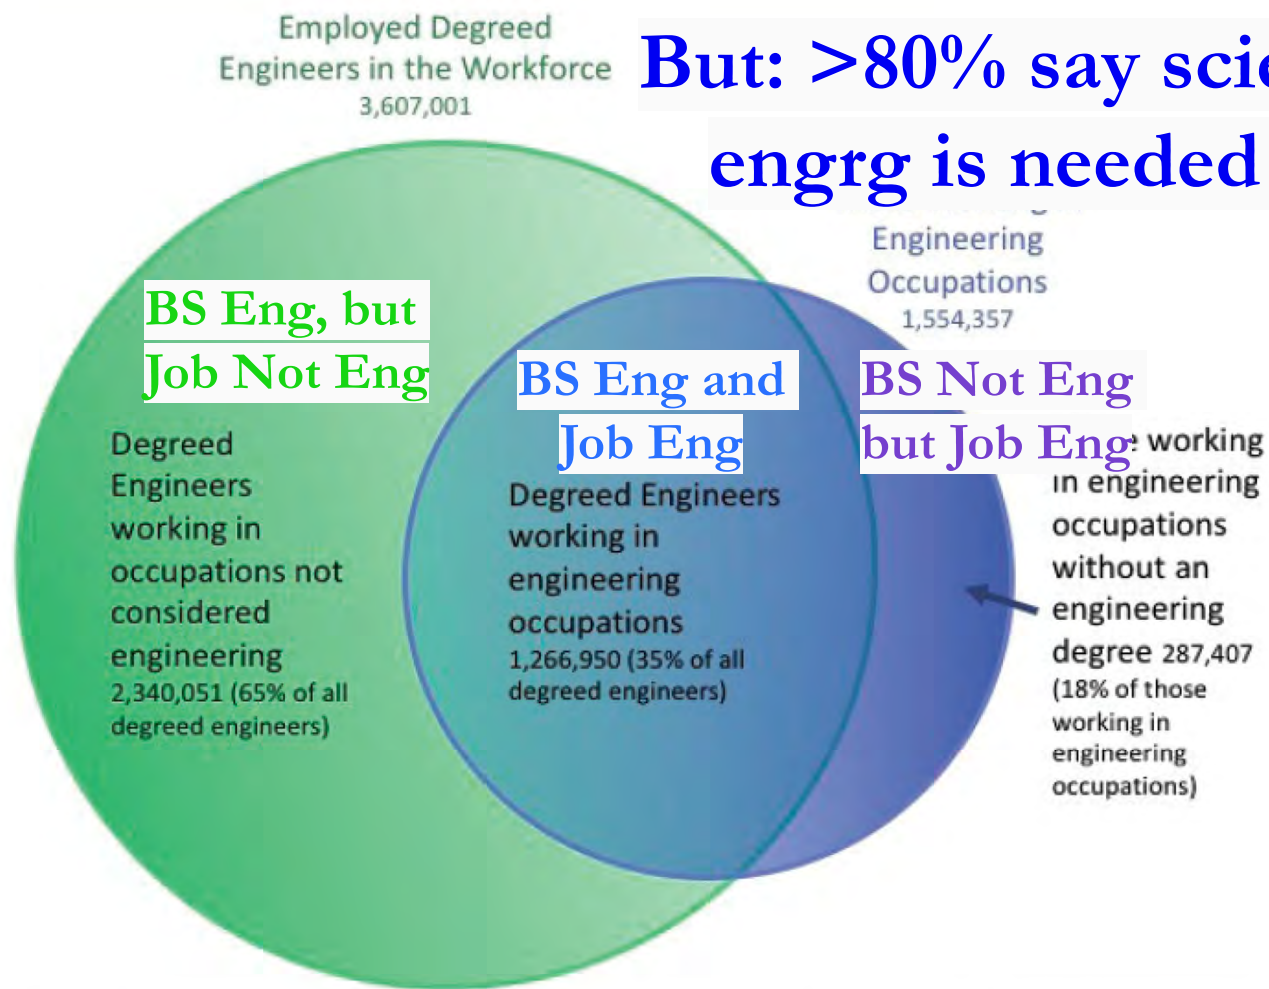 Employed Degreed
Engineers in the Workforce
3,607,001
But: >80% say scie
engrg is needed
Engineering
Occupations
1,554,357
BS Eng, but
Job Not Eng
BS Eng and
Job Eng
BS Not Eng
but Job Eng
Degreed
Engineers
working in
occupations not
considered
engineering
2,340,051 (65% of all
degreed engineers)
Degreed Engineers
working in
engineering
occupations
1,266,950 (35% of all
degreed engineers)
working
in engineering
occupations
without an
engineering
degree 287,407
(18% of those
working in
engineering
occupations)